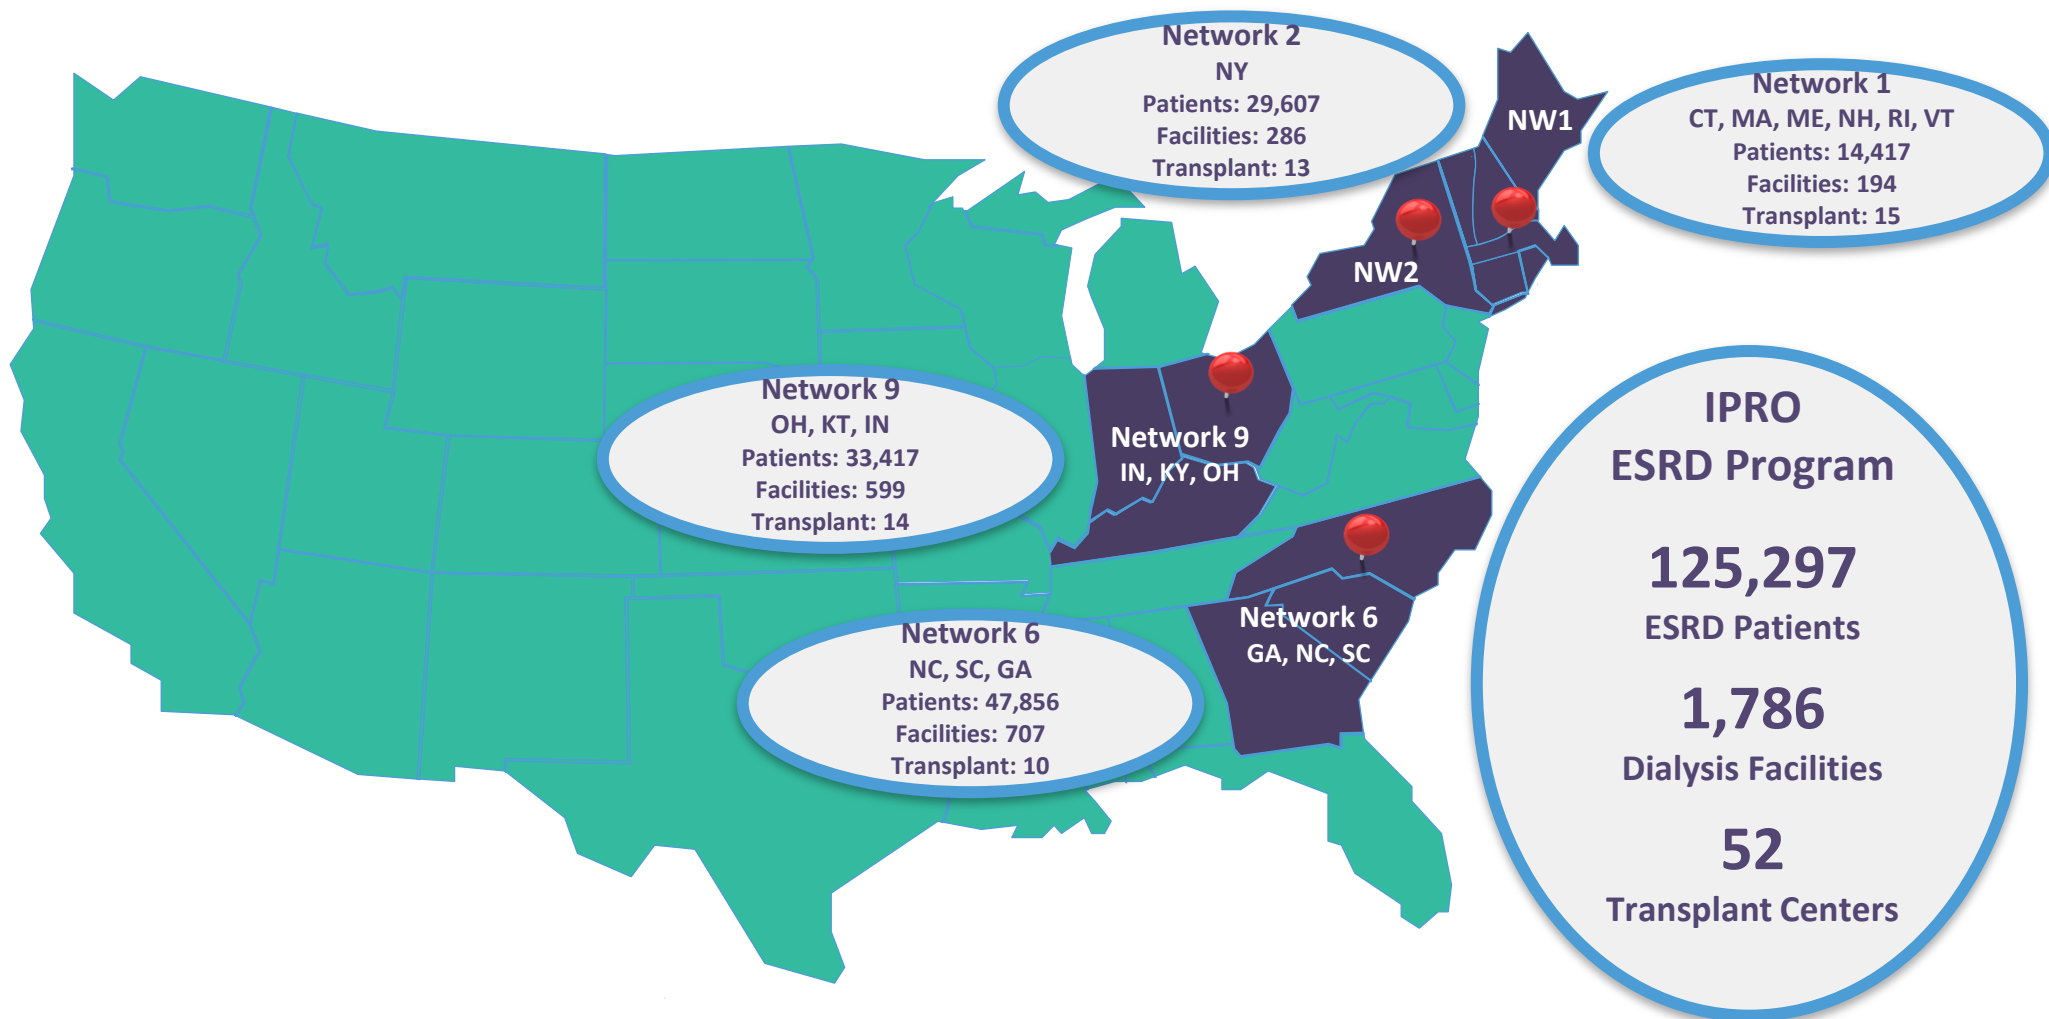 Network 2
NY
Patients: 29,607
Facilities: 286
Transplant: 13
Network 1
CT, MA, ME, NH, RI, VT
Patients: 14,417
Facilities: 194
Transplant: 15
NW1
NW2
Network 9
OH, KT, IN
Patients: 33,417
Facilities: 599
Transplant: 14
Network 9
IN, KY, OH
Network 6
NC, SC, GA
Patients: 47,856
Facilities: 707
Transplant: 10
Network 6
GA, NC, SC
IPRO
ESRD Program
125,297
ESRD Patients
1,786
Dialysis Facilities
52
Transplant Centers